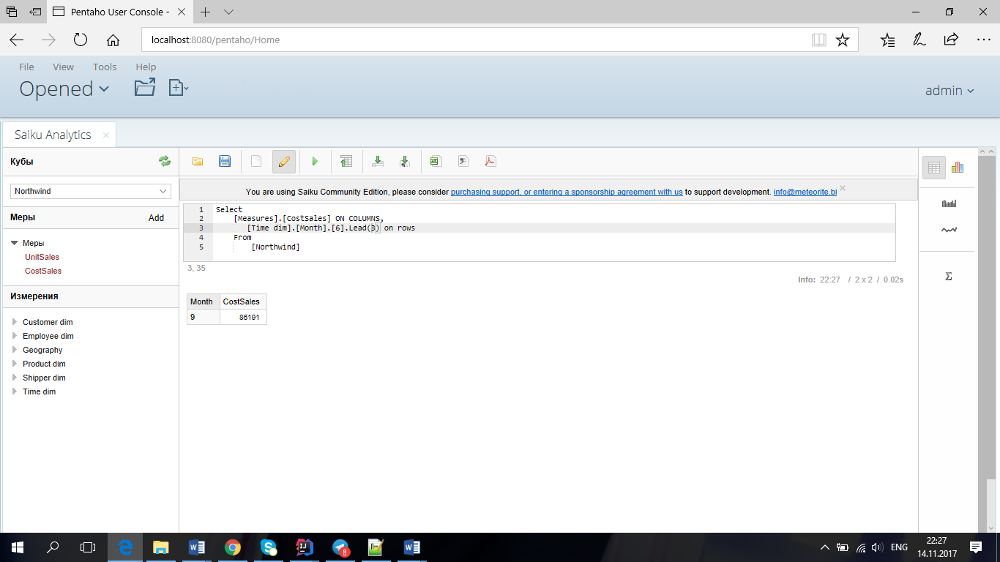 Pentaho User Console -
localhost:8080/pentaho/Home
File View Tools Help
Opened
admin
Saiku Analytics
Кубы
Northwind
Меры Add
Меры
UnitSales
CostSales
Измерения
Customer dim
Employee dim
Geography
Product dim
Shipper dim
Time dim
You are using Saiku Community Edition, please consider purchasing support, or entering a sponsorship agreement with us to support development. info@meteorite.bi
1 Select
2 [Measures].[CostSales] ON COLUMNS,
3 [Time dim].[Month].[6].Lead(3) on rows
4 From
5 [Northwind]
3, 35
Info: 22:27 / 2 x 2 / 0.02s
Month CostSales
9 86191
Σ
8
ENG
22:27
14.11.2017